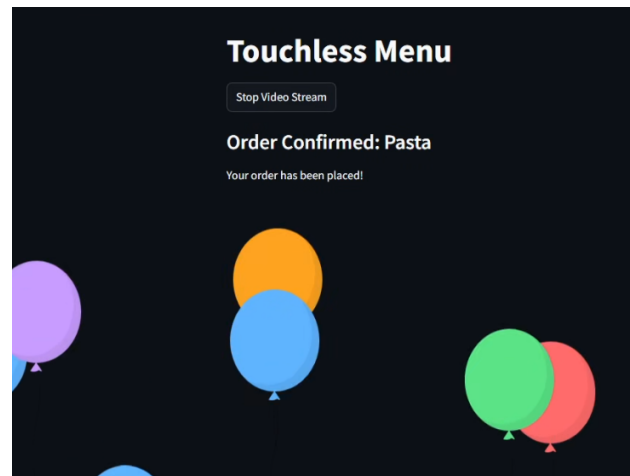 Touchless Menu
Stop Video Stream
Order Confirmed: Pasta
Your order has been placed!